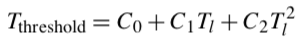 T_threshold = C_0 + C_1 T_l + C_2 T_l^2